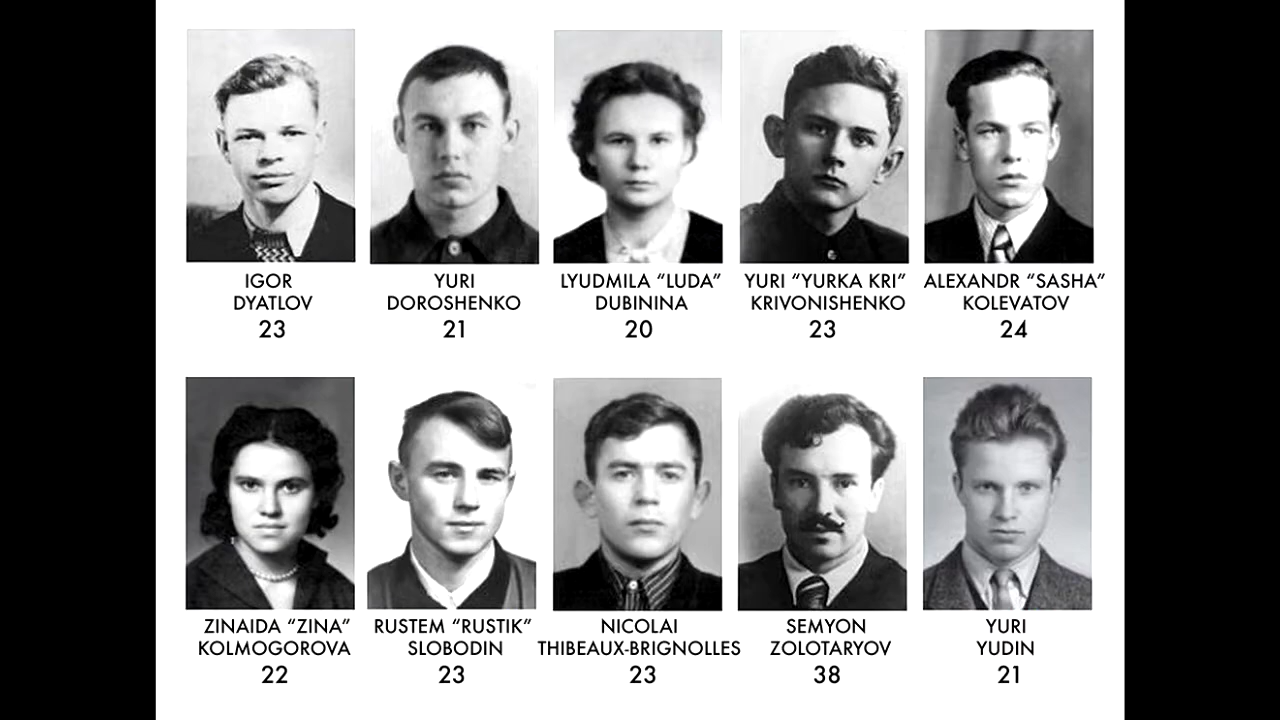 IGOR
DYATLOV
23
YURI
DOROSHENKO
21
LYUDMILA “LUDA”
DUBININA
20
YURI “YURKA KRI”
KRIVONISHENKO
23
ALEXANDR “SASHA”
KOLEVATOV
24
ZINAIDA “ZINA”
KOLMOGOROVA
22
RUSTEM “RUSTIK”
SLOBODIN
23
NICOLAI
THIBEAUX-BRIGNOLLES
23
SEMYON
ZOLOTARYOV
38
YURI
YUDIN
21